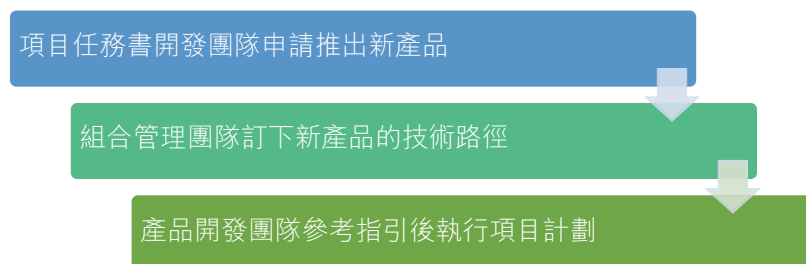 項目任務書開發團隊申請推出新產品
組合管理團隊訂下新產品的技術路徑
產品開發團隊參考指引後執行項目計劃